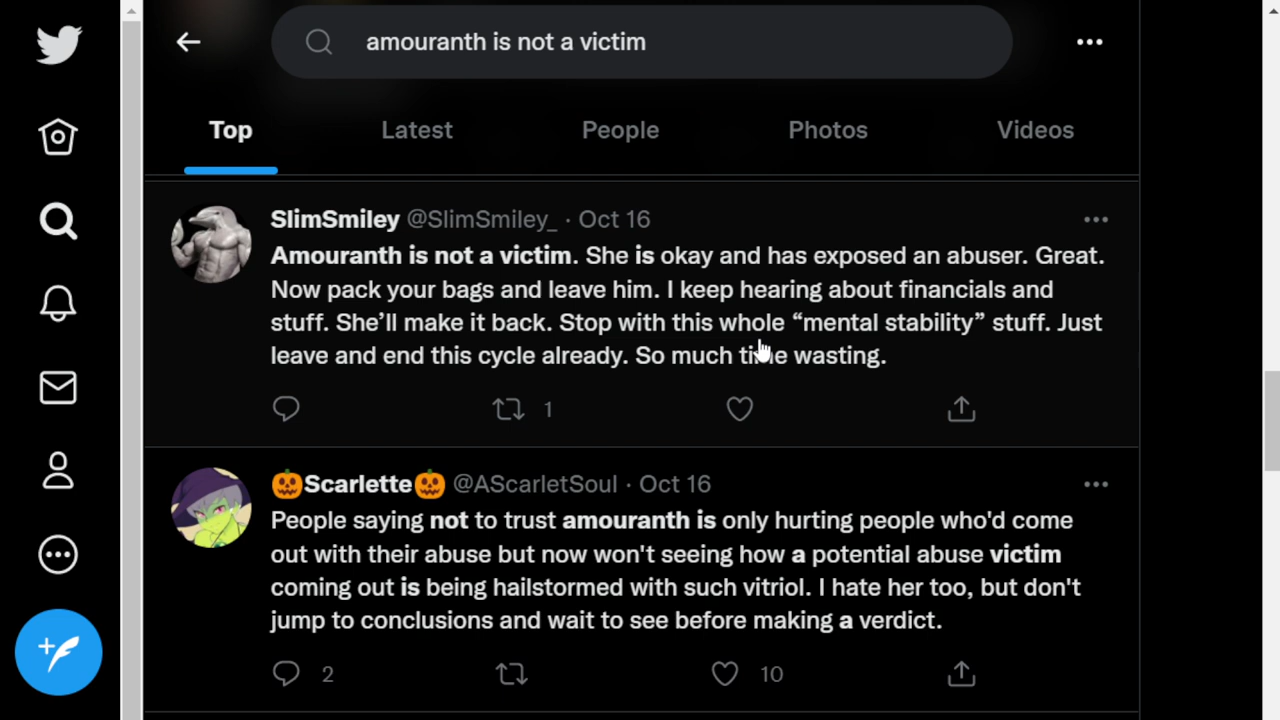 amouranth is not a victim
Top Latest People Photos Videos
SlimSmiley @SlimSmiley_ · Oct 16
Amouranth is not a victim. She is okay and has exposed an abuser. Great.
Now pack your bags and leave him. I keep hearing about financials and
stuff. She’ll make it back. Stop with this whole “mental stability” stuff. Just
leave and end this cycle already. So much time wasting.
1
🎃Scarlette🎃 @AScarletSoul · Oct 16
People saying not to trust amouranth is only hurting people who'd come
out with their abuse but now won't seeing how a potential abuse victim
coming out is being hailstormed with such vitriol. I hate her too, but don't
jump to conclusions and wait to see before making a verdict.
2 10